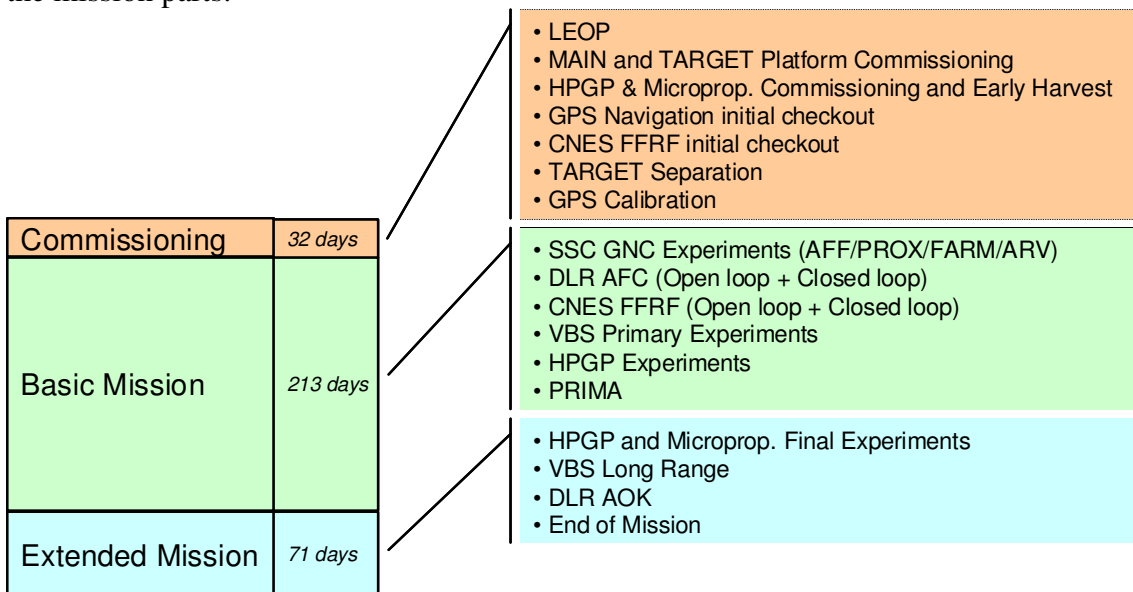 the mission parts.
• LEOP
• MAIN and TARGET Platform Commissioning
• HPGP & Microprop. Commissioning and Early Harvest
• GPS Navigation initial checkout
• CNES FFRF initial checkout
• TARGET Separation
• GPS Calibration
Commissioning 32 days
• SSC GNC Experiments (AFF/PROX/FARM/ARV)
• DLR AFC (Open loop + Closed loop)
• CNES FFRF (Open loop + Closed loop)
• VBS Primary Experiments
• HPGP Experiments
• PRIMA
Basic Mission 213 days
• HPGP and Microprop. Final Experiments
• VBS Long Range
• DLR AOK
• End of Mission
Extended Mission 71 days